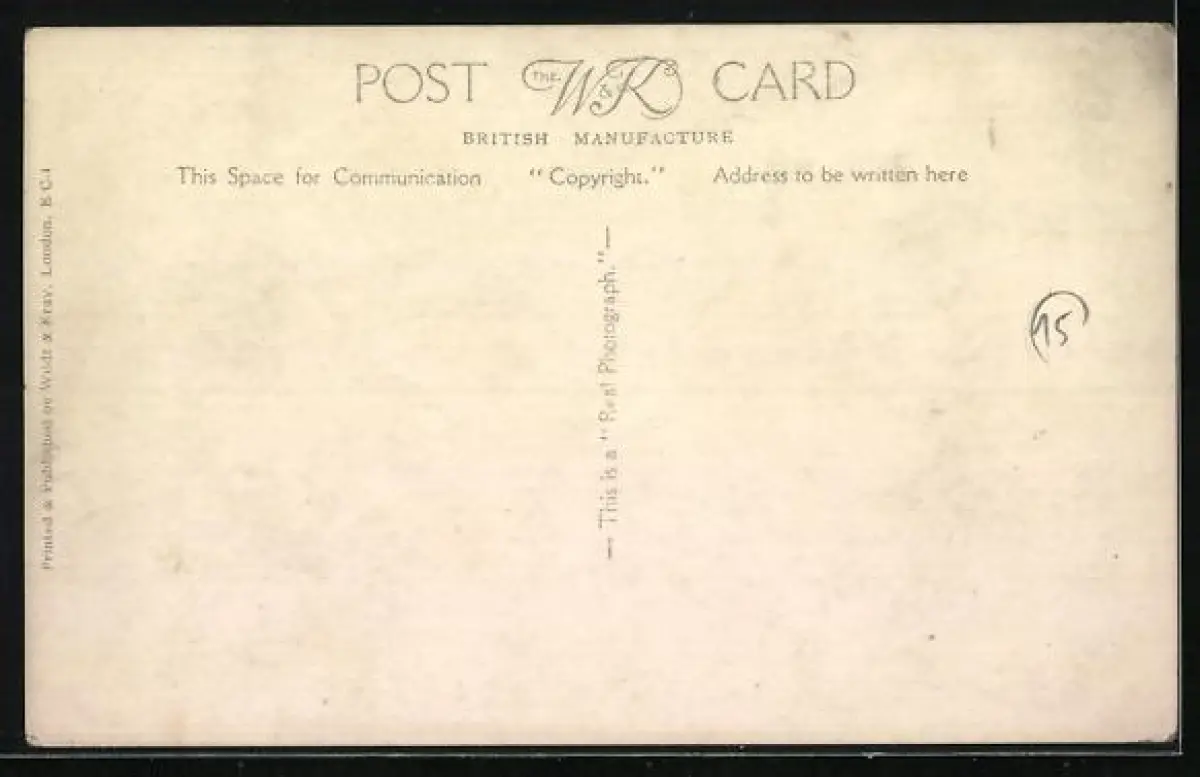 POST THE W & K CARD
BRITISH MANUFACTURE
This Space for Communication "Copyright." Address to be written here
— This is a "Real Photograph." —
Printed & Published by Wildt & Kray, London, E C 4
15